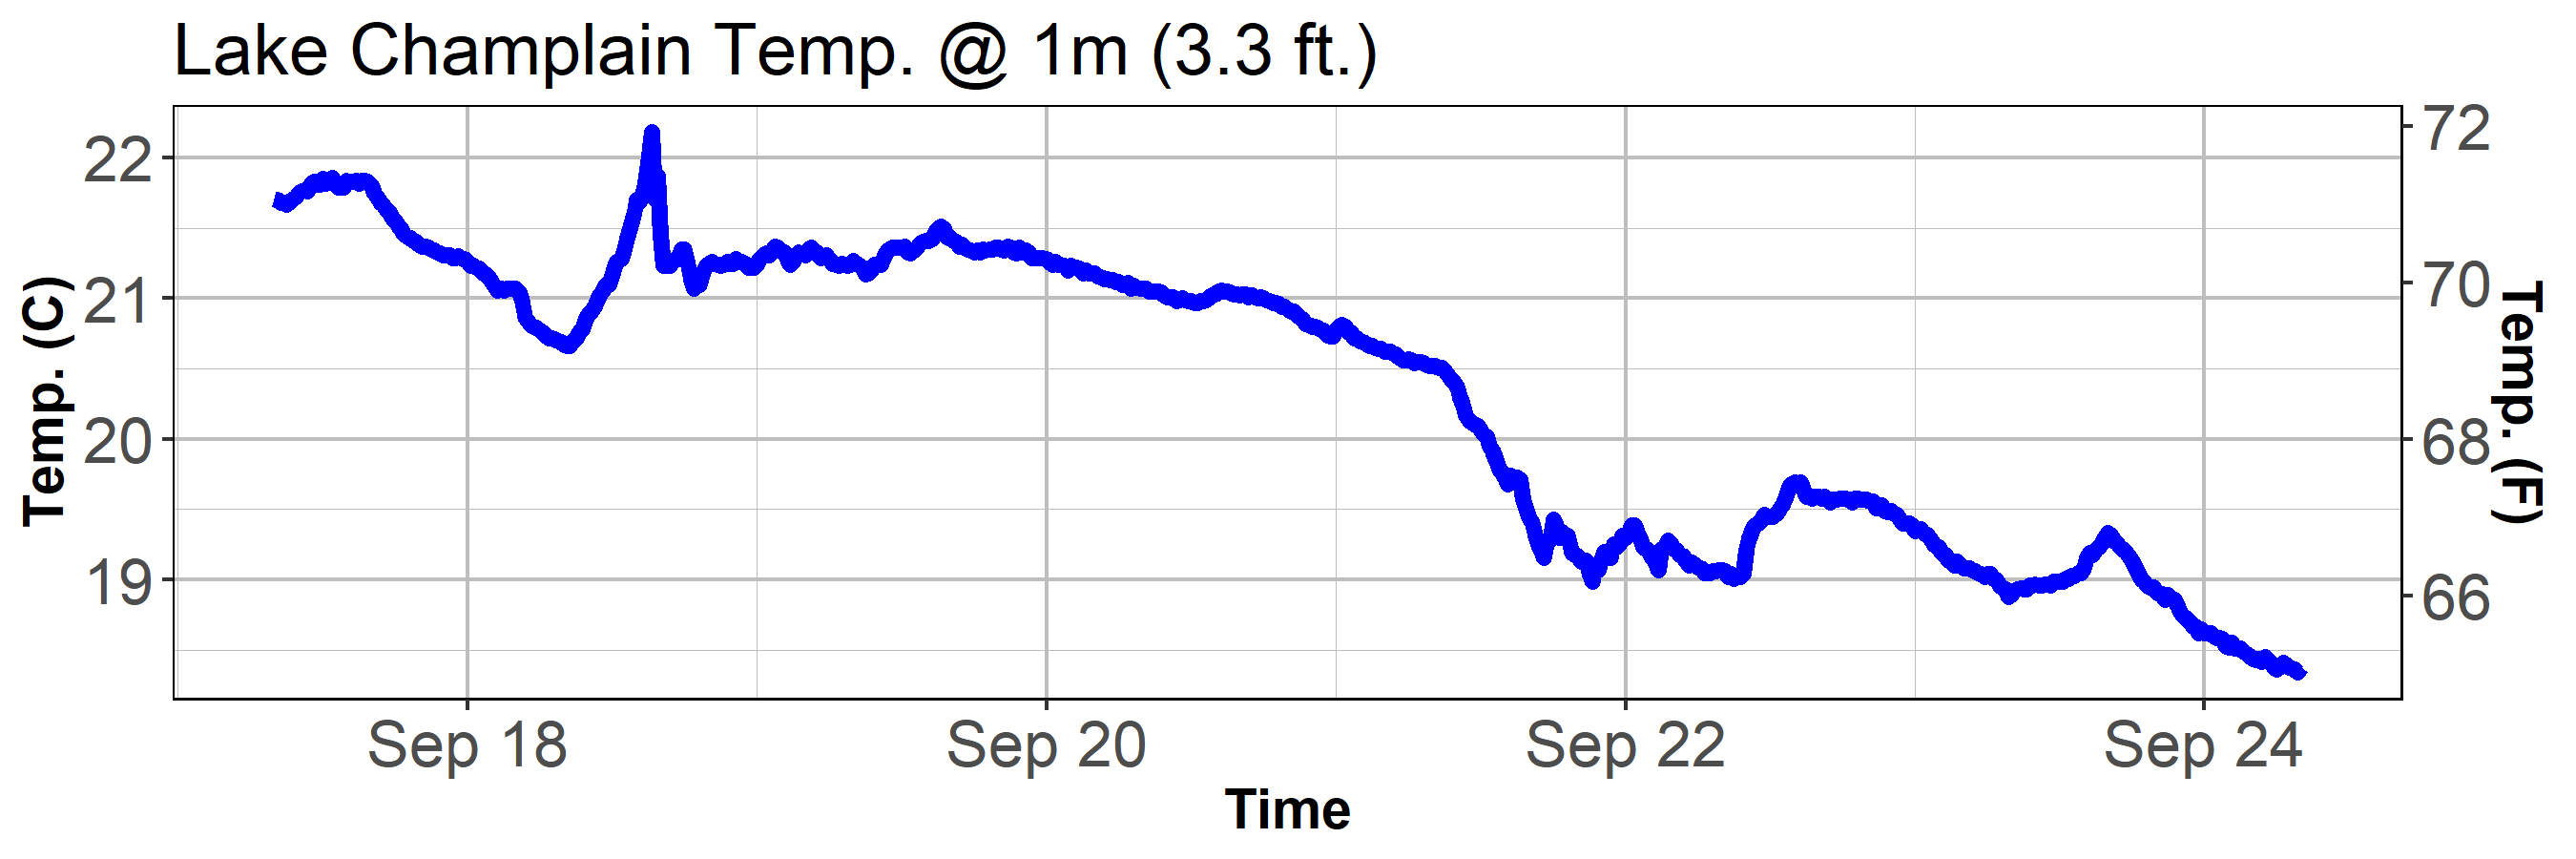 Lake Champlain Temp. @ 1m (3.3 ft.)
Temp. (C)
22
21
20
19
72
70
68
66
Temp. (F)
Sep 18 Sep 20 Sep 22 Sep 24
Time